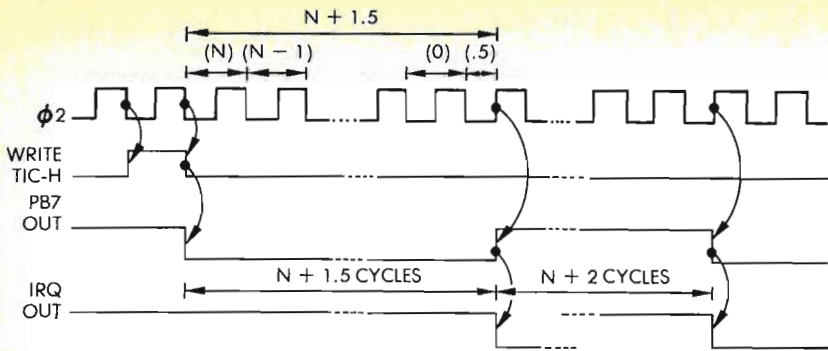 N + 1.5
(N) (N − 1) (0) (.5)
ϕ2
WRITE
TIC-H
PB7
OUT
N + 1.5 CYCLES N + 2 CYCLES
IRQ
OUT